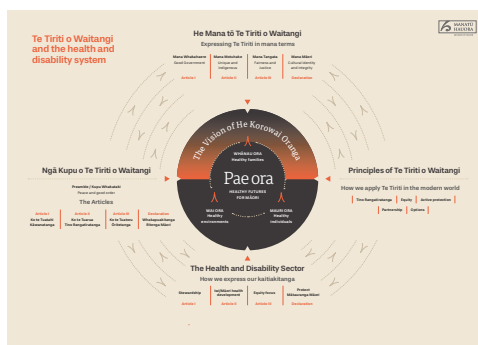 Te Tiriti o Waitangi
and the health and
disability system
MANATŪ
HAUORA
He Mana tō Te Tiriti o Waitangi
Expressing Te Tiriti in mana terms
Mana Whakahaere
Good Government
Article I
Mana Motuhake
Unique and
Indigenous
Article II
Mana Tangata
Fairness and
Justice
Article III
Mana Māori
Cultural identity
and integrity
Declaration
The Vision of He Korowai Oranga
WHĀNAU ORA
Healthy families
Pae ora
HEALTHY FUTURES
FOR MĀORI
WAI ORA
Healthy
environments
MAURI ORA
Healthy
individuals
Ngā Kupu o Te Tiriti o Waitangi
Preamble / Kupu Whakataki
Peace and good order
The Articles
Article I
Ko te Tuatahi
Kāwanatanga
Article II
Ko te Tuarua
Tino Rangatiratanga
Article III
Ko te Tuatoru
Ōritetanga
Declaration
Whakapuakitanga
Ritenga Māori
Principles of Te Tiriti o Waitangi
How we apply Te Tiriti in the modern world
Tino Rangatiratanga
Equity
Active protection
Partnership
Options
The Health and Disability Sector
How we express our kaitiakitanga
Stewardship
Article I
Iwi/Māori health
development
Article II
Equity focus
Article III
Protect
Mātauranga Māori
Declaration